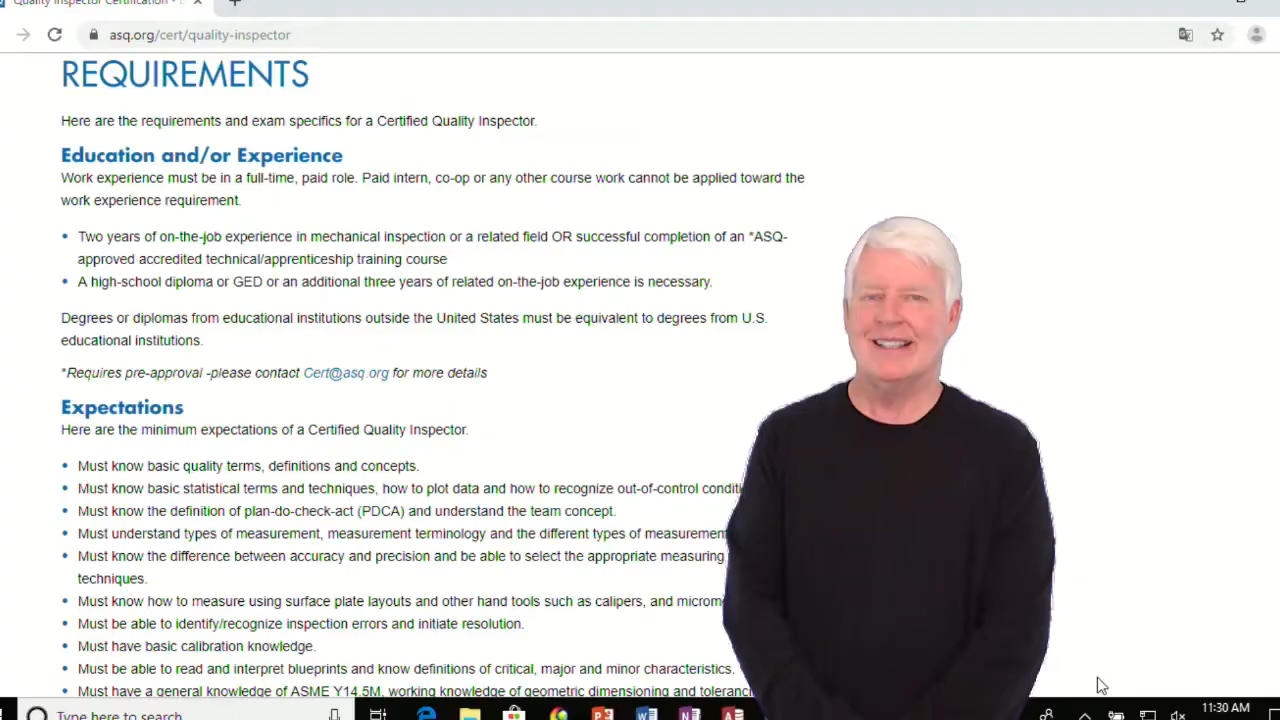 Quality Inspector Certification -
asq.org/cert/quality-inspector
REQUIREMENTS
Here are the requirements and exam specifics for a Certified Quality Inspector.
Education and/or Experience
Work experience must be in a full-time, paid role. Paid intern, co-op or any other course work cannot be applied toward the
work experience requirement.
• Two years of on-the-job experience in mechanical inspection or a related field OR successful completion of an *ASQ-
approved accredited technical/apprenticeship training course
• A high-school diploma or GED or an additional three years of related on-the-job experience is necessary.
Degrees or diplomas from educational institutions outside the United States must be equivalent to degrees from U.S.
educational institutions.
*Requires pre-approval -please contact Cert@asq.org for more details
Expectations
Here are the minimum expectations of a Certified Quality Inspector.
• Must know basic quality terms, definitions and concepts.
• Must know basic statistical terms and techniques, how to plot data and how to recognize out-of-control
• Must know the definition of plan-do-check-act (PDCA) and understand the team concept.
• Must understand types of measurement, measurement terminology and the different types of measurement
• Must know the difference between accuracy and precision and be able to select the appropriate measuring
techniques.
• Must know how to measure using surface plate layouts and other hand tools such as calipers, and
• Must be able to identify/recognize inspection errors and initiate resolution.
• Must have basic calibration knowledge.
• Must be able to read and interpret blueprints and know definitions of critical, major and minor characteristics.
• Must have a general knowledge of ASME Y14.5M, working knowledge of geometric dimensioning and
Type here to search
11:30 AM